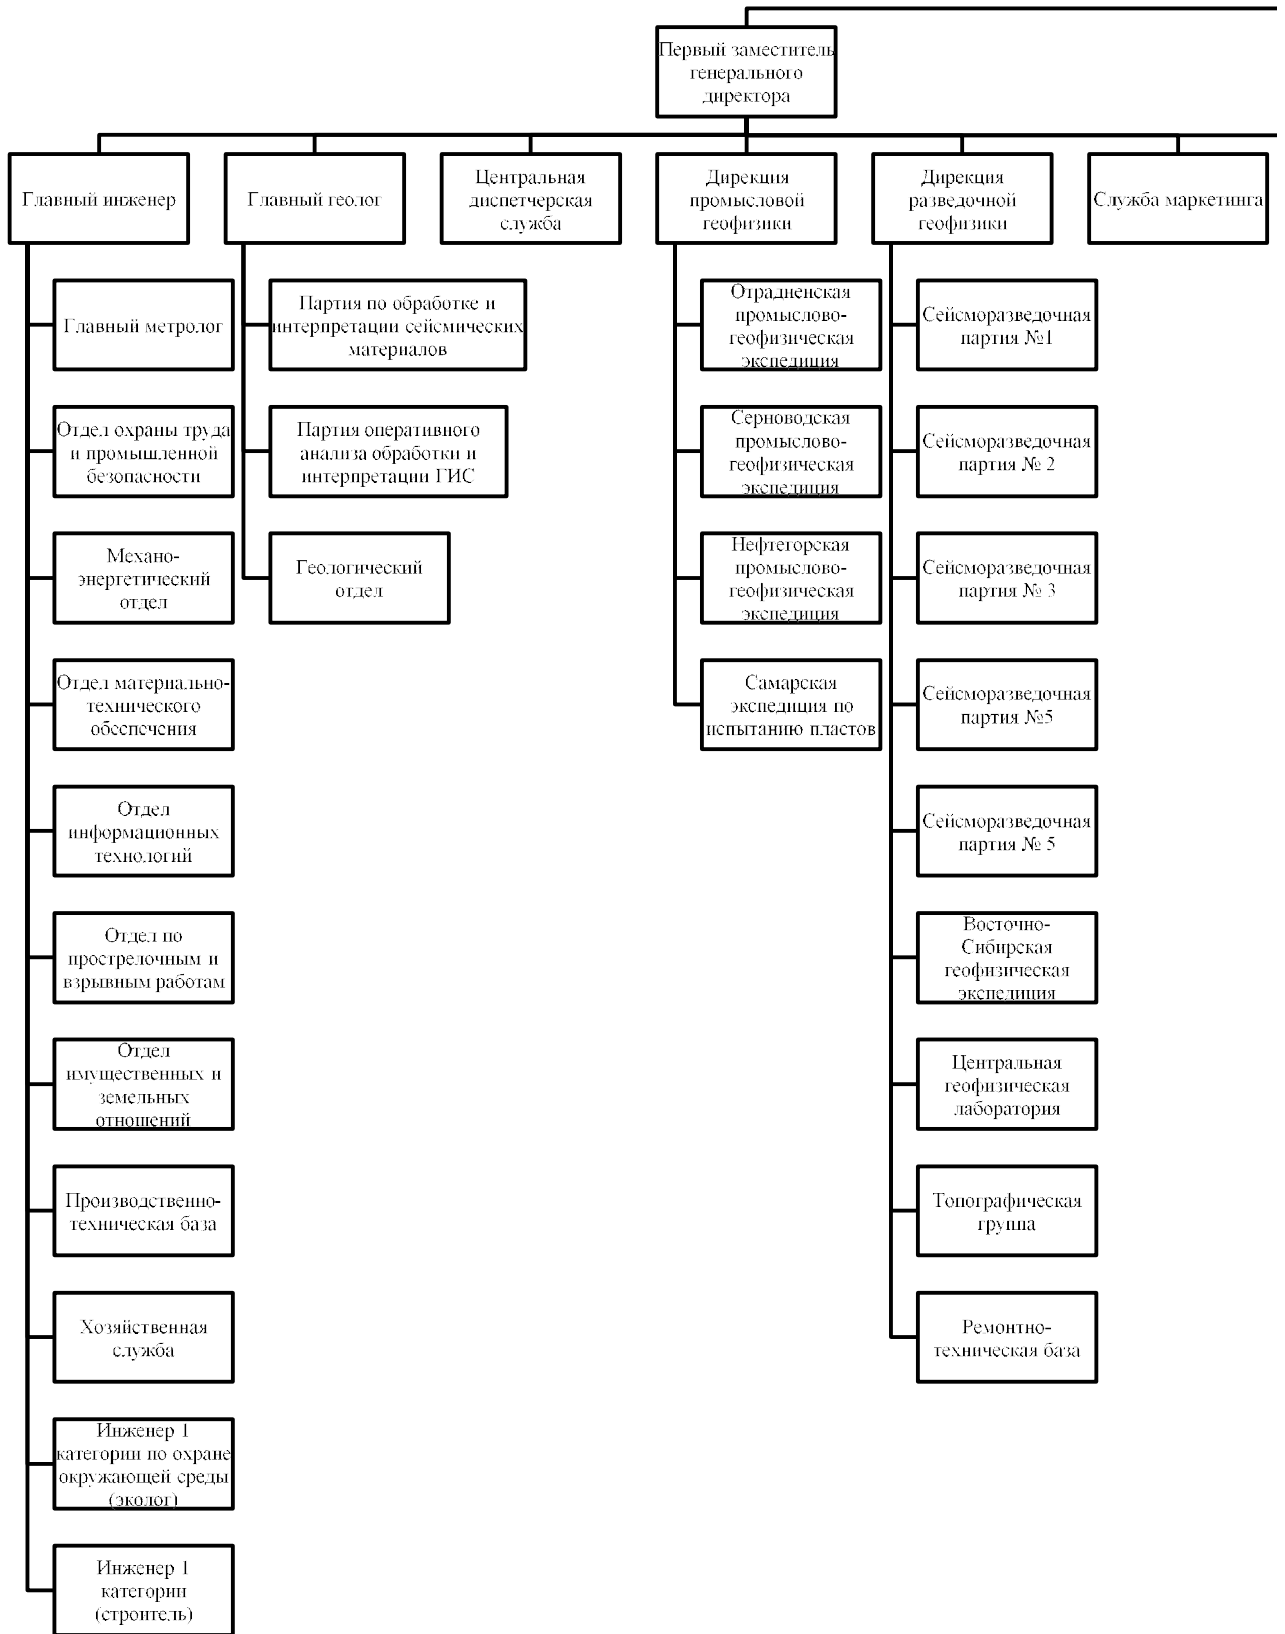 Первый заместитель
генерального
директора
Главный инженер
Главный геолог
Центральная
диспетчерская
служба
Дирекция
промысловой
геофизики
Дирекция
разведочной
геофизики
Служба маркетинга
Главный метролог
Отдел охраны труда
и промышленной
безопасности
Механо-
энергетический
отдел
Отдел материально-
технического
обеспечения
Отдел
информационных
технологий
Отдел по
прострелочным и
взрывным работам
Отдел
имущественных и
земельных
отношений
Производственно-
техническая база
Хозяйственная
служба
Инженер 1
категории по охране
окружающей среды
(эколог)
Инженер 1
категории
(строитель)
Партия по обработке и
интерпретации сейсмических
материалов
Партия оперативного
анализа обработки и
интерпретации ГИС
Геологический
отдел
Отрадненская
промыслово-
геофизическая
экспедиция
Серноводская
промыслово-
геофизическая
экспедиция
Нефтегорская
промыслово-
геофизическая
экспедиция
Самарская
экспедиция по
испытанию пластов
Сейсморазведочная
партия №1
Сейсморазведочная
партия № 2
Сейсморазведочная
партия № 3
Сейсморазведочная
партия №5
Сейсморазведочная
партия № 5
Восточно-
Сибирская
геофизическая
экспедиция
Центральная
геофизическая
лаборатория
Топографическая
группа
Ремонтно-
техническая база